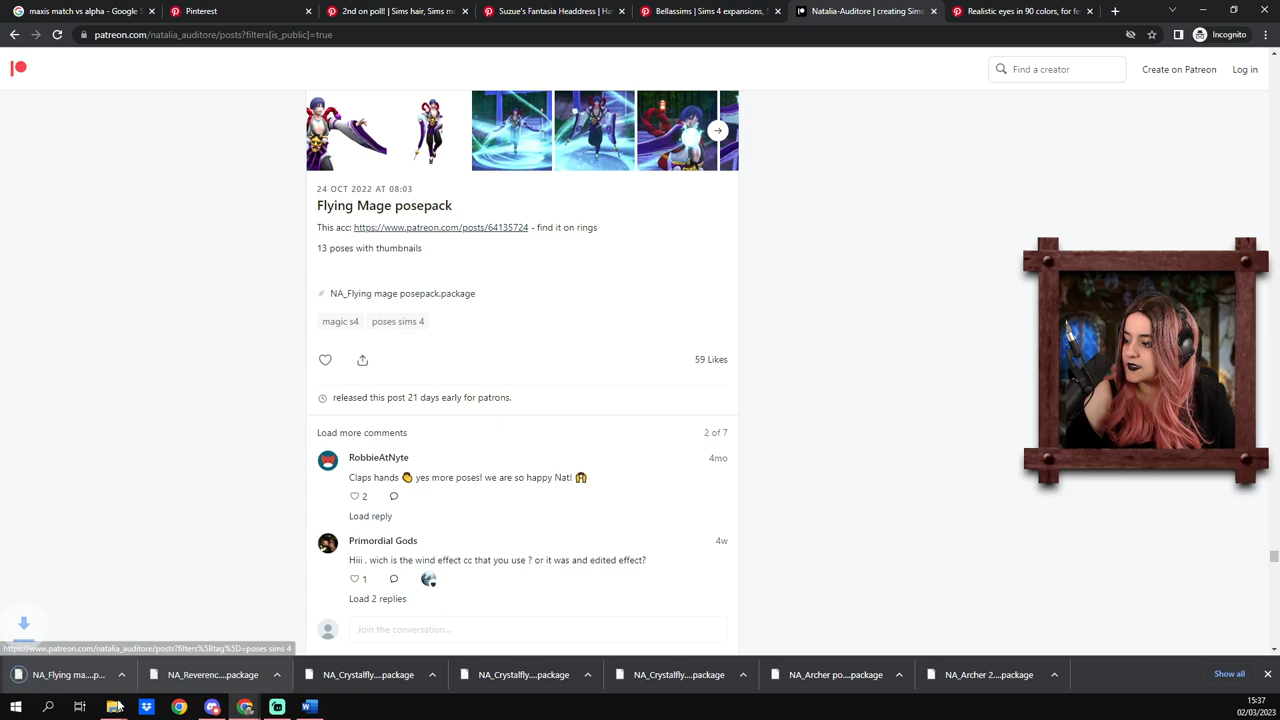 maxis match vs alpha - Google S
Pinterest
2nd on poll! | Sims hair, Sims mo
Suzue's Fantasia Headdress | Ha
Bellassims | Sims 4 expansions, S
Natalia-Auditore | creating Sims
Realistic eyes in 90 colors, for fe
patreon.com/natalia_auditore/posts?filters[is_public]=true
Incognito
Find a creator
Create on Patreon
Log in
24 OCT 2022 AT 08:03
Flying Mage posepack
This acc: https://www.patreon.com/posts/64135724 - find it on rings
13 poses with thumbnails
NA_Flying mage posepack.package
magic s4
poses sims 4
59 Likes
released this post 21 days early for patrons.
Load more comments
2 of 7
RobbieAtNyte
4mo
Claps hands 👏 yes more poses! we are so happy Nat! 🙌
2
Load reply
Primordial Gods
4w
Hiii . wich is the wind effect cc that you use ? or it was and edited effect?
1
Load 2 replies
Join the conversation...
https://www.patreon.com/natalia_auditore/posts?filters%5Btag%5D=poses sims 4
NA_Flying ma....p...
NA_Reverenc....package
NA_Crystalfly....package
NA_Crystalfly....package
NA_Crystalfly....package
NA_Archer po....package
NA_Archer 2....package
Show all
15:37
02/03/2023